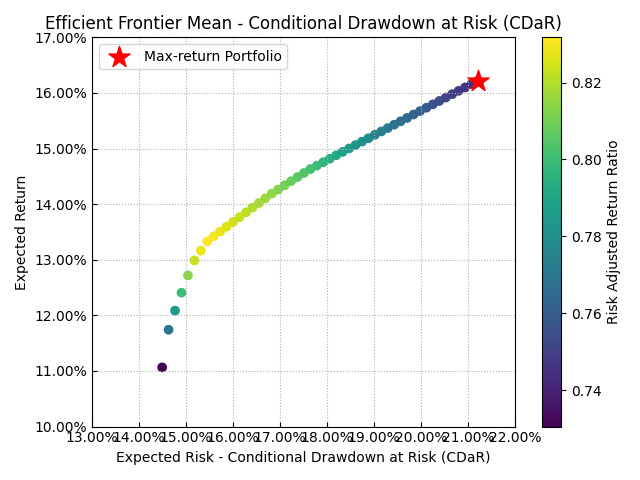 Efficient Frontier Mean - Conditional Drawdown at Risk (CDaR)
Max-return Portfolio
17.00%
16.00%
15.00%
14.00%
13.00%
12.00%
11.00%
10.00%
Expected Return
13.00% 14.00% 15.00% 16.00% 17.00% 18.00% 19.00% 20.00% 21.00% 22.00%
Expected Risk - Conditional Drawdown at Risk (CDaR)
0.82
0.80
0.78
0.76
0.74
Risk Adjusted Return Ratio